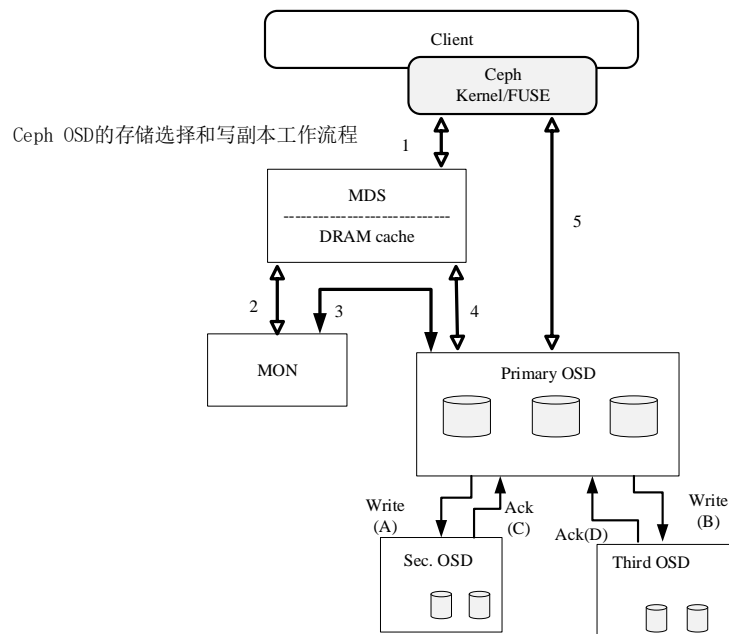 Client
Ceph
Kernel/FUSE
Ceph OSD的存储选择和写副本工作流程
1
MDS
DRAM cache
5
2
3
4
MON
Primary OSD
Write
(A)
Ack
(C)
Ack(D)
Write
(B)
Sec. OSD
Third OSD